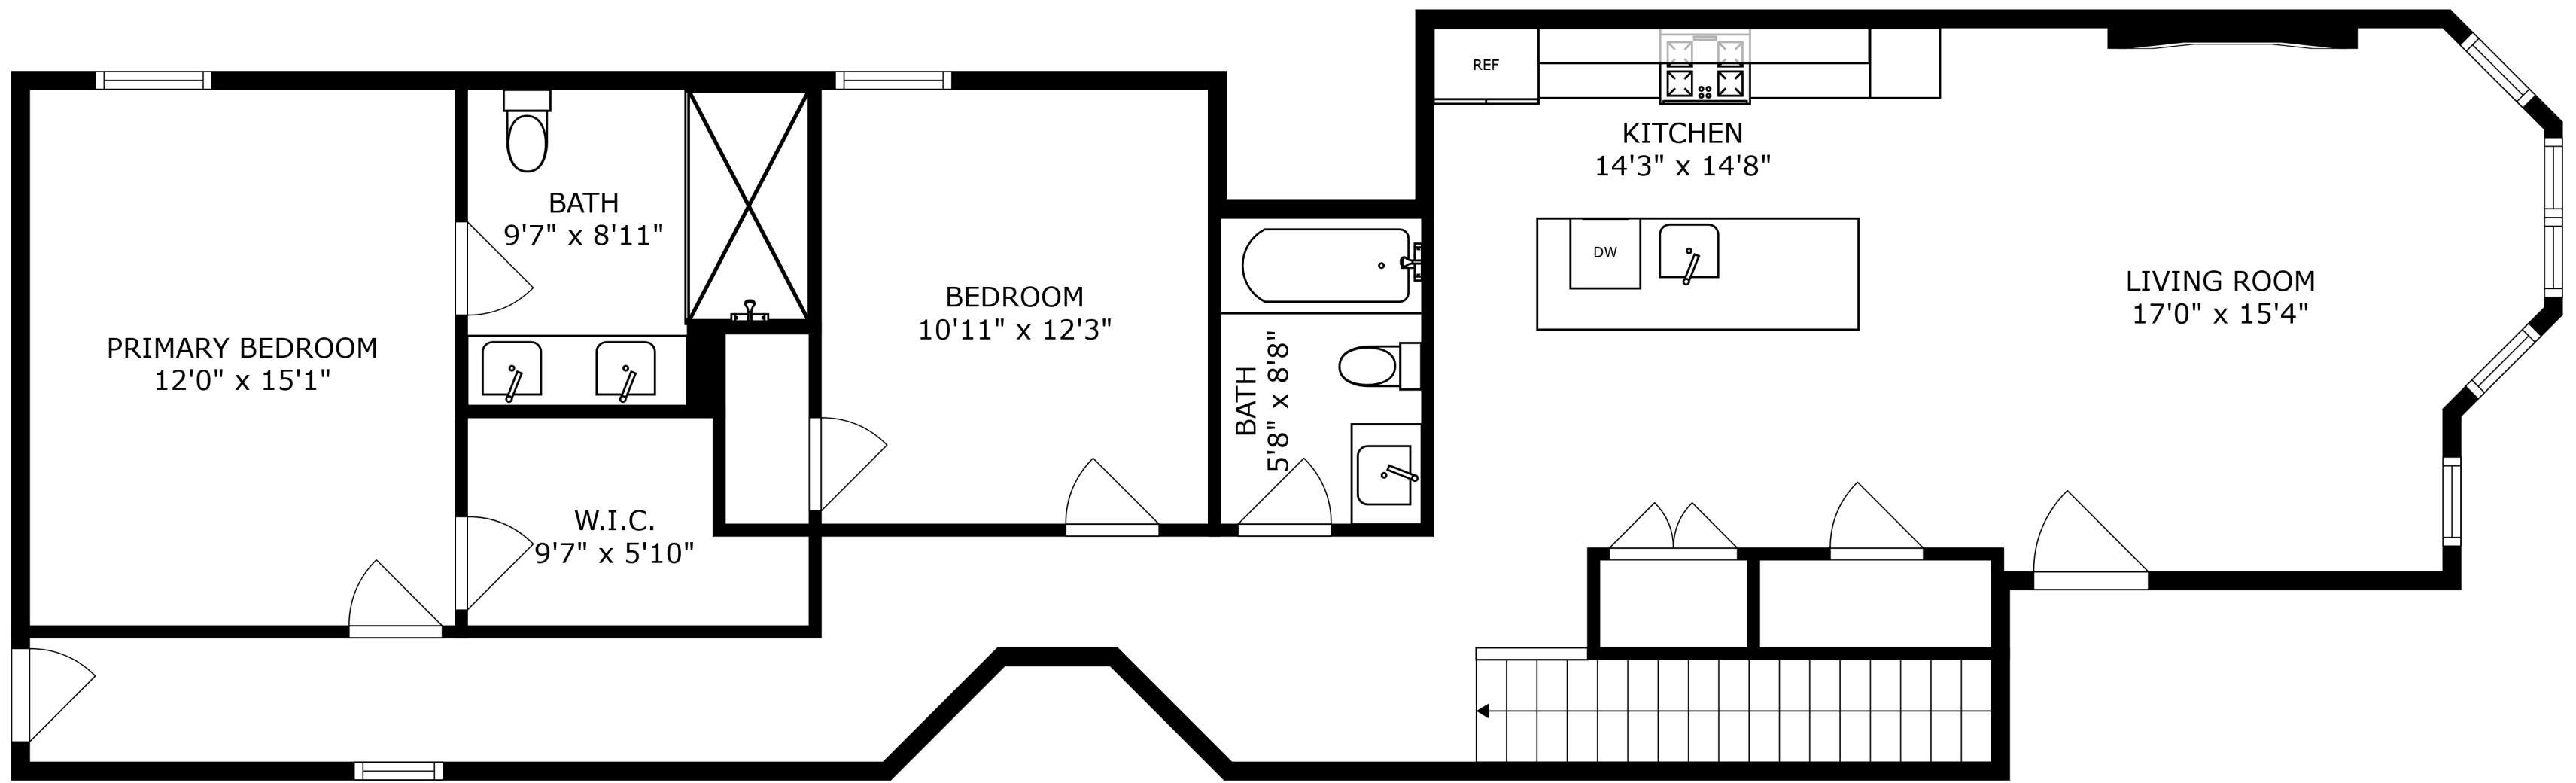 REF
KITCHEN
14'3" x 14'8"
BATH
9'7" x 8'11"
DW
LIVING ROOM
17'0" x 15'4"
BEDROOM
10'11" x 12'3"
PRIMARY BEDROOM
12'0" x 15'1"
BATH
5'8" x 8'8"
W.I.C.
9'7" x 5'10"